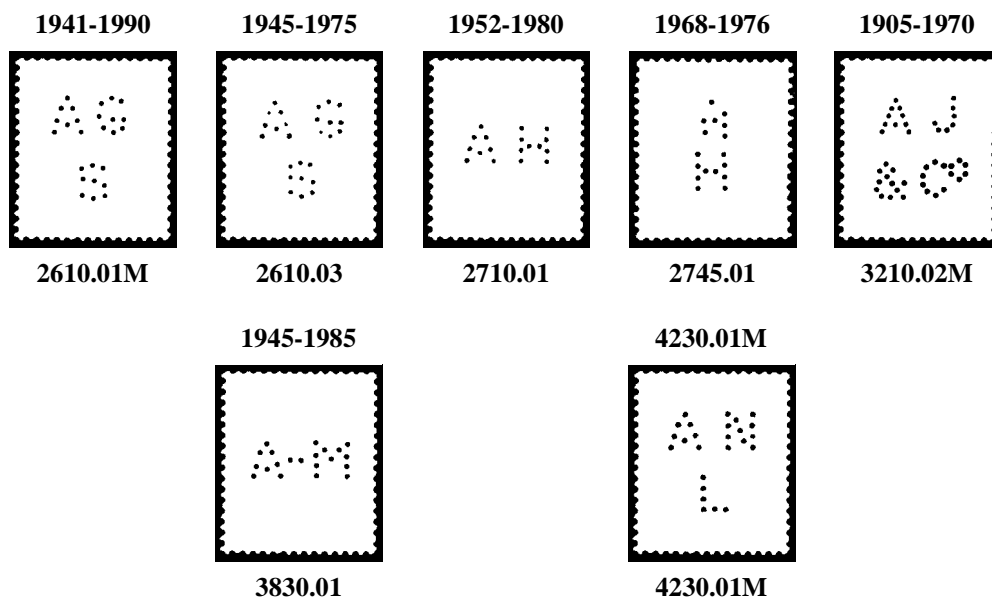 1941-1990 1945-1975 1952-1980 1968-1976 1905-1970
AG AG AH A AJ
S S H &Co
2610.01M 2610.03 2710.01 2745.01 3210.02M
1945-1985 4230.01M
A-M AN
L
3830.01 4230.01M